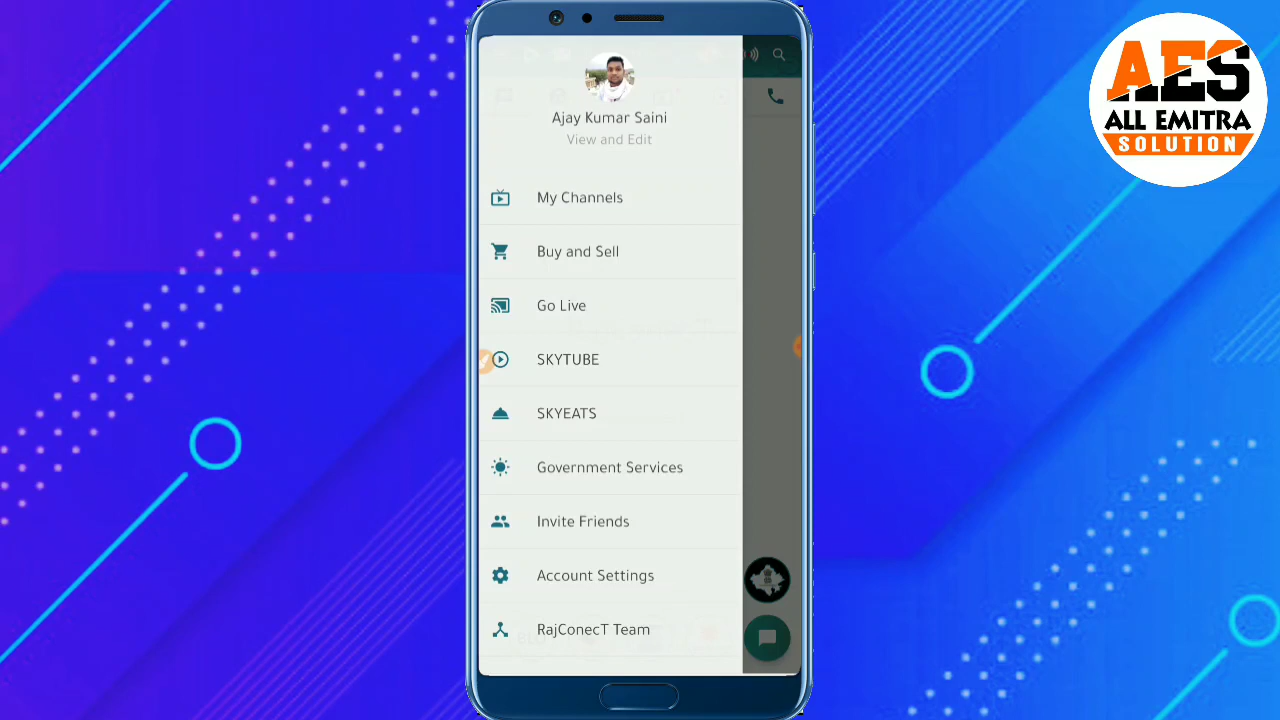 Ajay Kumar Saini
View and Edit
My Channels
Buy and Sell
Go Live
SKYTUBE
SKYEATS
Government Services
Invite Friends
Account Settings
RajConecT Team
AES
ALL EMITRA
SOLUTION